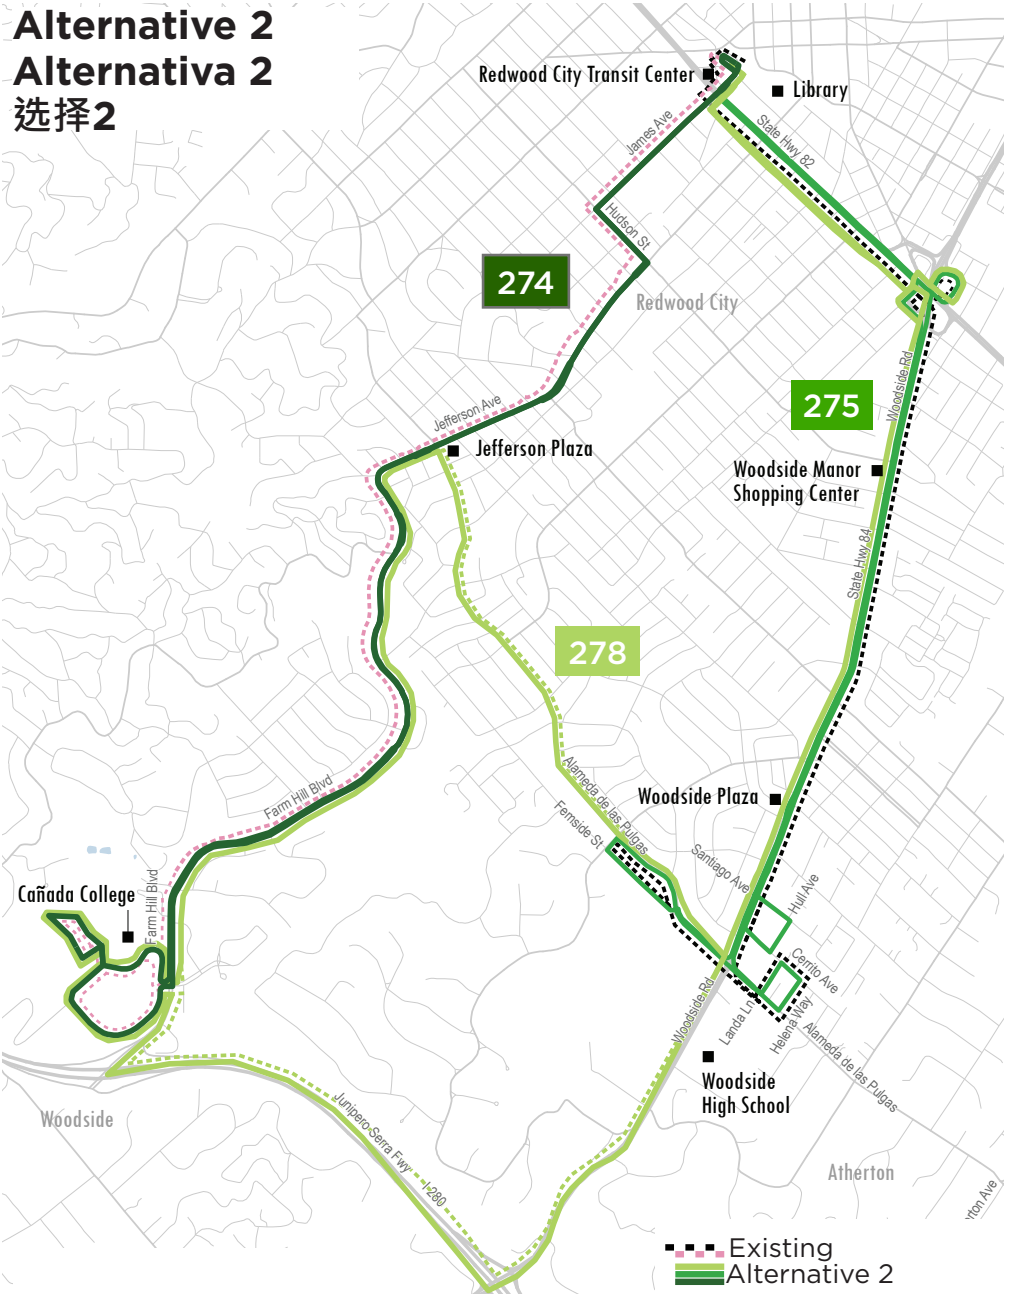 Alternative 2
Alternativa 2
选择2
Redwood City Transit Center
Library
State Hwy 82
James Ave
Hudson St
274
Redwood City
275
Woodside Rd
Jefferson Ave
Jefferson Plaza
Woodside Manor
Shopping Center
State Hwy 84
278
Alameda de las Pulgas
Fernside St
Woodside Plaza
Farm Hill Blvd
Santiago Ave
Hull Ave
Cañada College
Farm Hill Blvd
Cerrito Ave
Woodside Rd
Landa Ln
Helena Way
Alameda de las Pulgas
Woodside
High School
Woodside
Junipero Serra Fwy
I-280
Atherton
rton Ave
Existing
Alternative 2